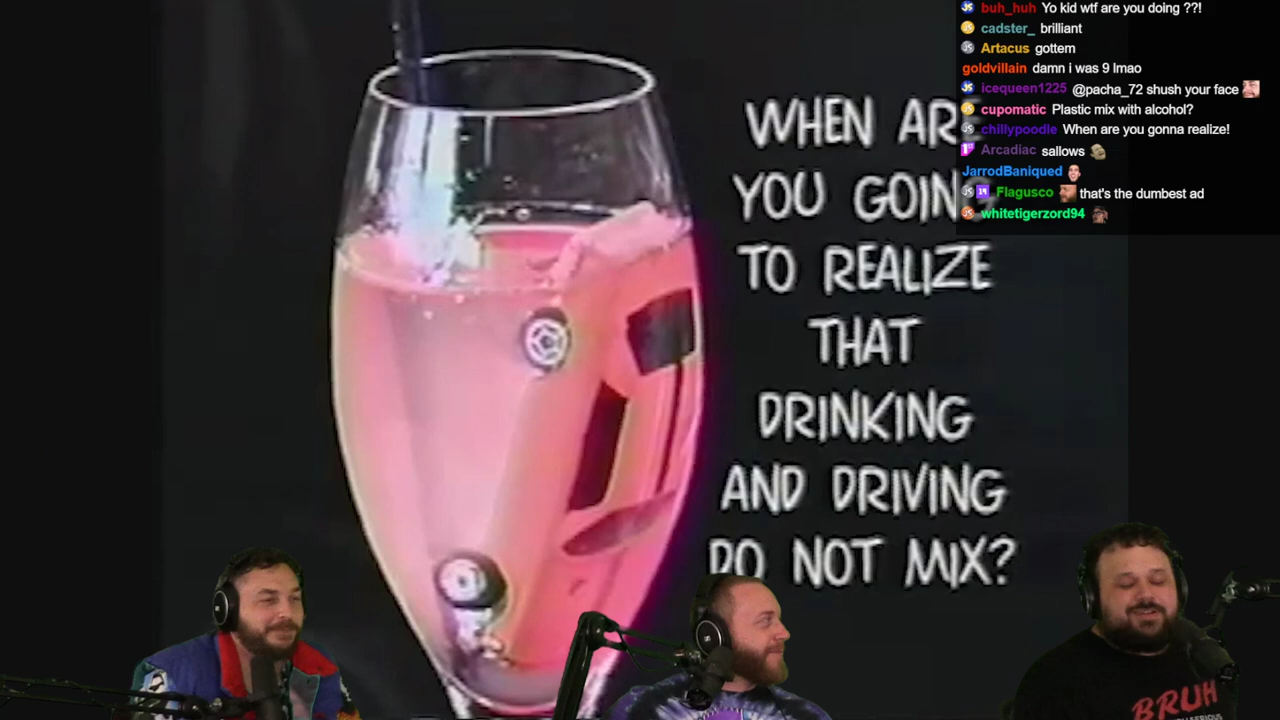 WHEN ARE
YOU GOING
TO REALIZE
THAT
DRINKING
AND DRIVING
DO NOT MIX?
buh_huh Yo kid wtf are you doing ??!
cadster_ brilliant
Artacus gottem
goldvillain damn i was 9 lmao
icequeen1225 @pacha_72 shush your face
cupomatic Plastic mix with alcohol?
chillypoodle When are you gonna realize!
Arcadiac sallows
JarrodBaniqued
14 Flagusco that's the dumbest ad
whitetigerzord94
BRUH